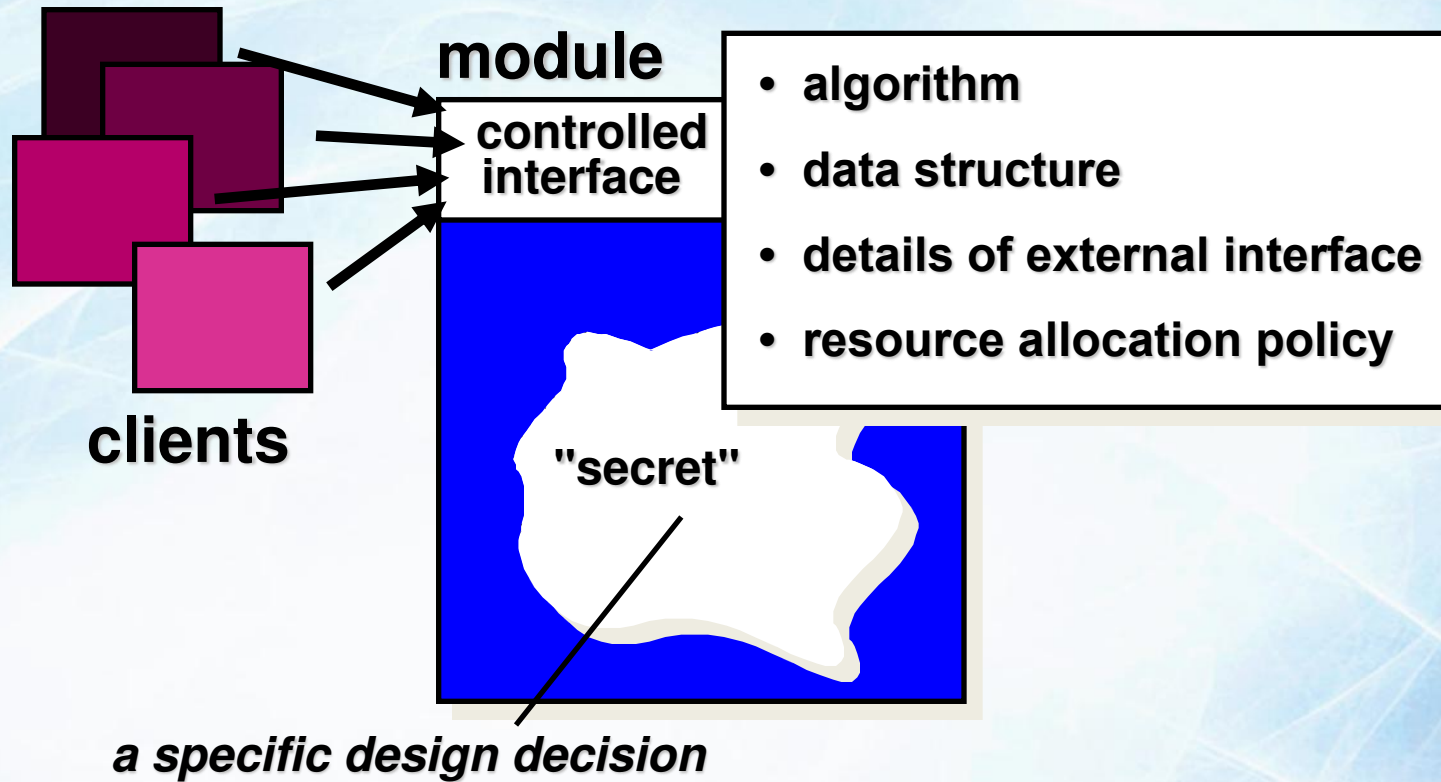 module
controlled
interface
• algorithm
• data structure
• details of external interface
• resource allocation policy
clients
"secret"
a specific design decision